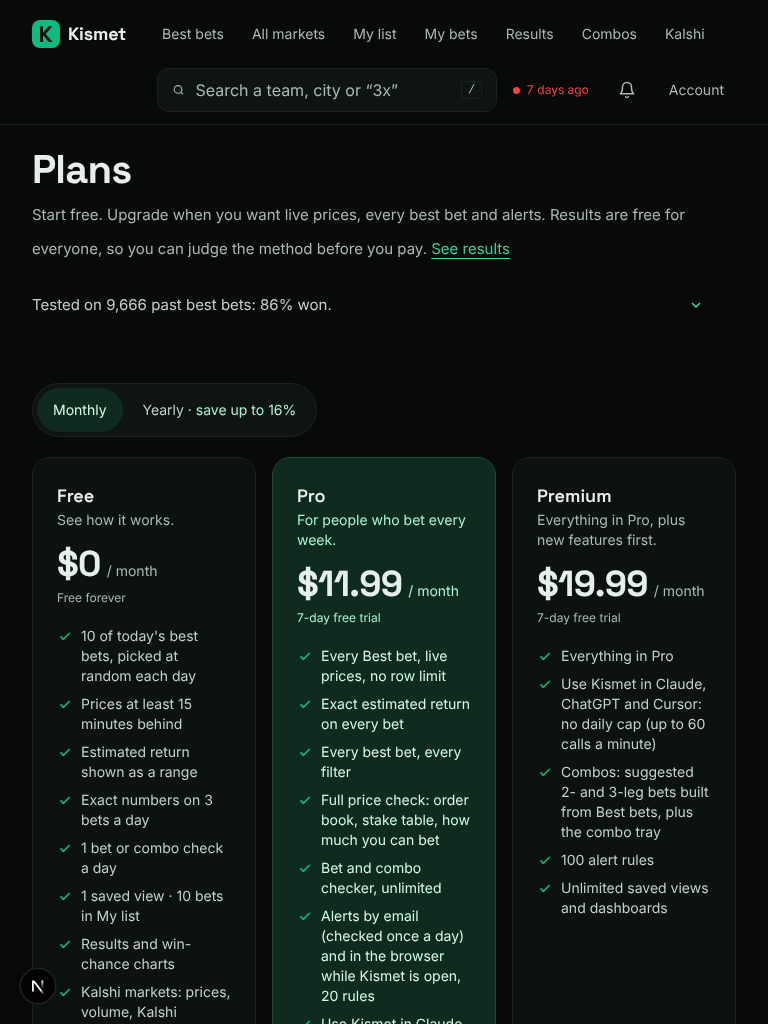 Kismet
Best bets All markets My list My bets Results Combos Kalshi
Search a team, city or “3x” /
7 days ago
Account
Plans
Start free. Upgrade when you want live prices, every best bet and alerts. Results are free for
everyone, so you can judge the method before you pay. See results
Tested on 9,666 past best bets: 86% won.
Monthly
Yearly · save up to 16%
Free
See how it works.
$0 / month
Free forever
10 of today's best
bets, picked at
random each day
Prices at least 15
minutes behind
Estimated return
shown as a range
Exact numbers on 3
bets a day
1 bet or combo check
a day
1 saved view · 10 bets
in My list
Results and win-
chance charts
Kalshi markets: prices,
volume, Kalshi
Pro
For people who bet every
week.
$11.99 / month
7-day free trial
Every Best bet, live
prices, no row limit
Exact estimated return
on every bet
Every best bet, every
filter
Full price check: order
book, stake table, how
much you can bet
Bet and combo
checker, unlimited
Alerts by email
(checked once a day)
and in the browser
while Kismet is open,
20 rules
Use Kismet in Claude,
Premium
Everything in Pro, plus
new features first.
$19.99 / month
7-day free trial
Everything in Pro
Use Kismet in Claude,
ChatGPT and Cursor:
no daily cap (up to 60
calls a minute)
Combos: suggested
2- and 3-leg bets built
from Best bets, plus
the combo tray
100 alert rules
Unlimited saved views
and dashboards
N